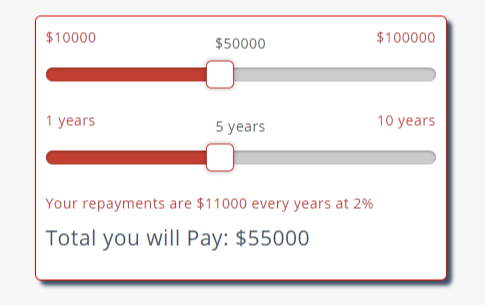 $10000 $50000 $100000
1 years 5 years 10 years
Your repayments are $11000 every years at 2%
Total you will Pay: $55000